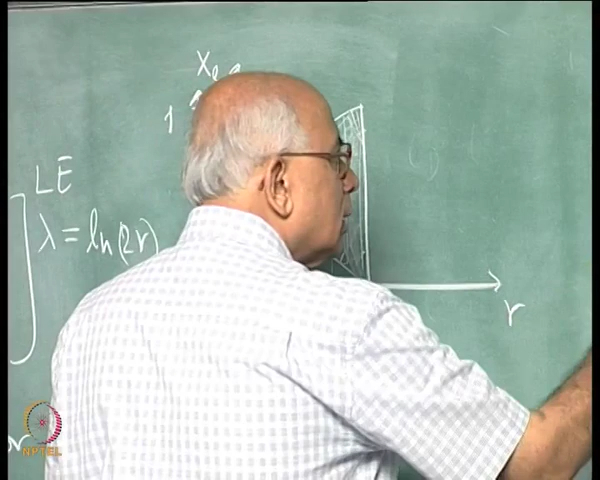 x
1
LE
λ = ln(2r)
r
NPTEL